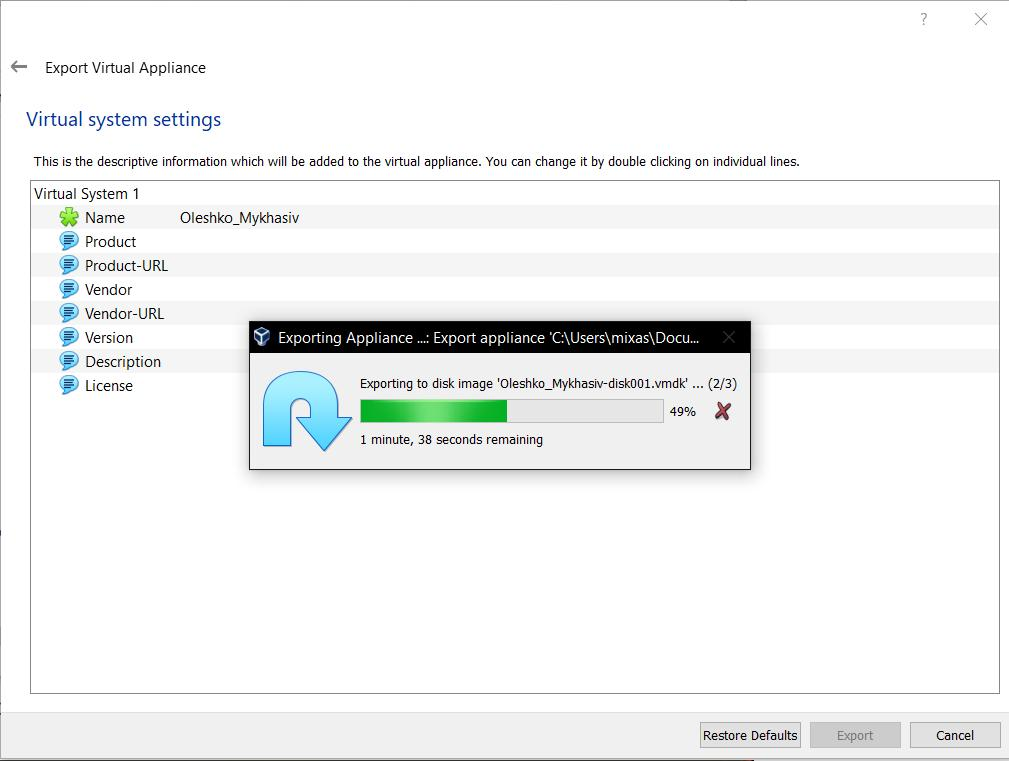 Export Virtual Appliance
Virtual system settings
This is the descriptive information which will be added to the virtual appliance. You can change it by double clicking on individual lines.
Virtual System 1
Name Oleshko_Mykhasiv
Product
Product-URL
Vendor
Vendor-URL
Version
Description
License
Exporting Appliance ...: Export appliance 'C:\Users\mixas\Docu...
Exporting to disk image 'Oleshko_Mykhasiv-disk001.vmdk' ... (2/3)
49%
1 minute, 38 seconds remaining
Restore Defaults Export Cancel